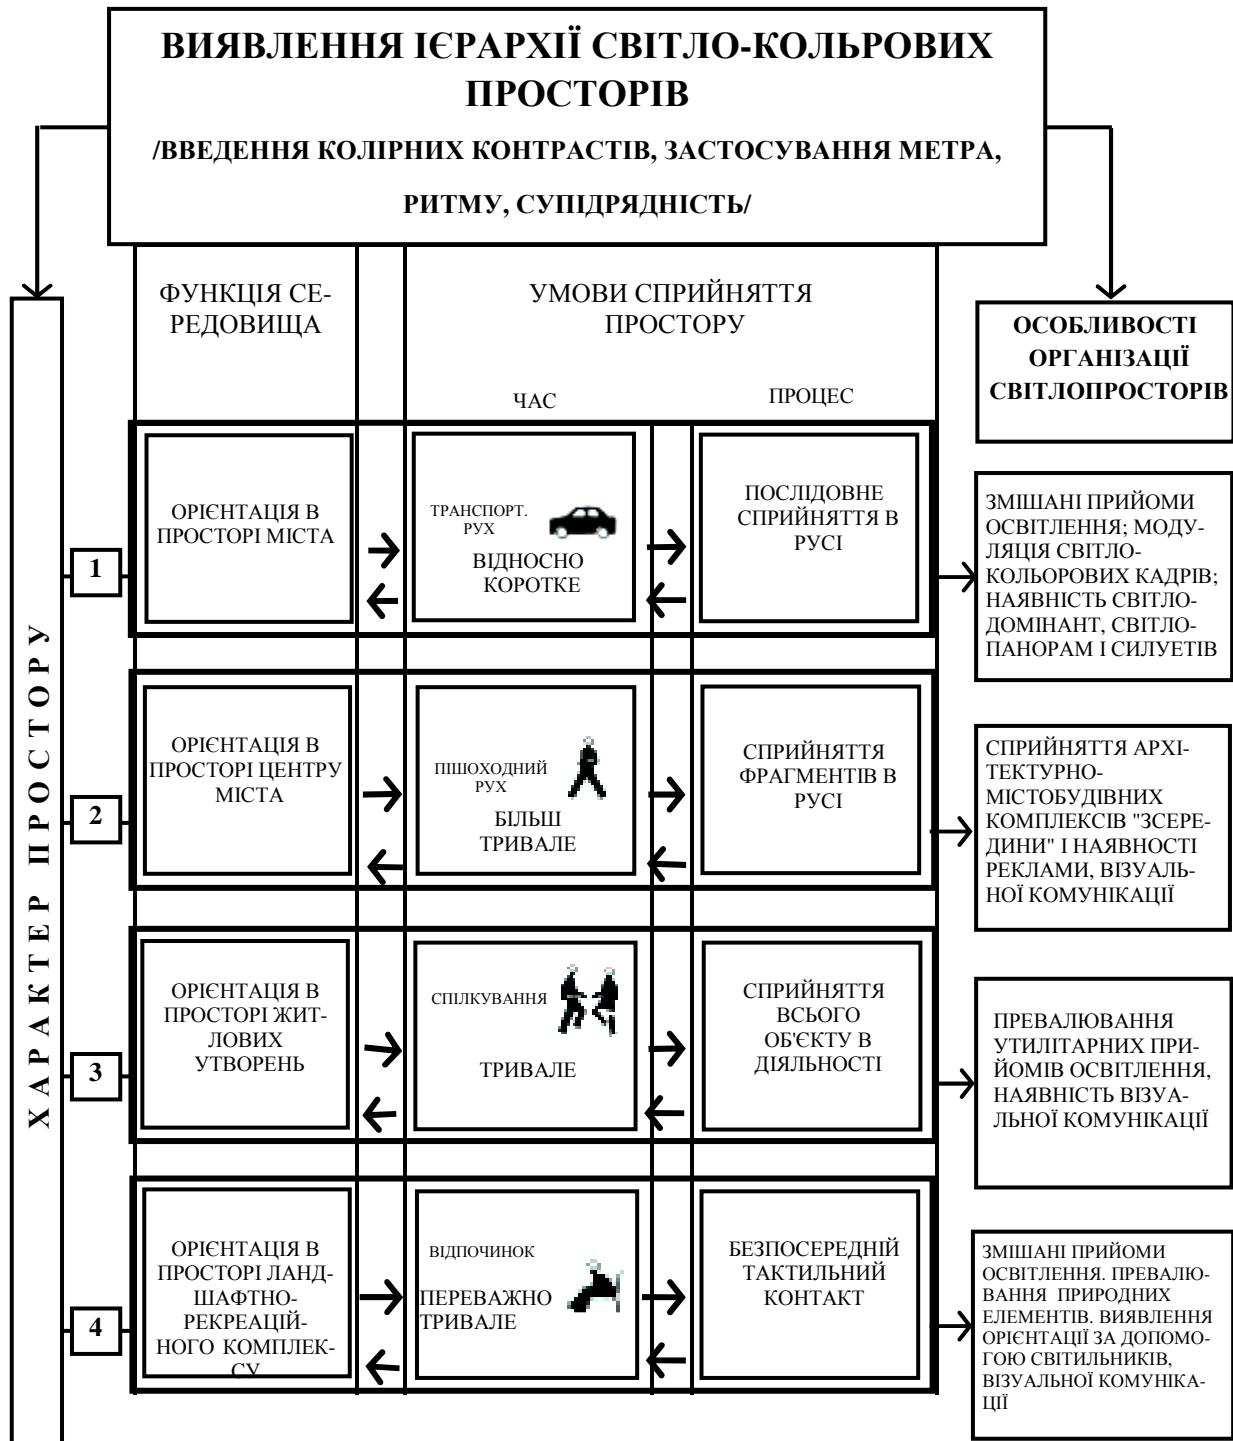 ВИЯВЛЕННЯ ІЄРАРХІЇ СВІТЛО-КОЛЬРОВИХ
ПРОСТОРІВ
/ВВЕДЕННЯ КОЛІРНИХ КОНТРАСТІВ, ЗАСТОСУВАННЯ МЕТРА,
РИТМУ, СУПІДРЯДНІСТЬ/
ХАРАКТЕР ПРОСТОРУ
ФУНКЦІЯ СЕ-
РЕДОВИЩА
УМОВИ СПРИЙНЯТТЯ
ПРОСТОРУ
ЧАС
ПРОЦЕС
ОСОБЛИВОСТІ
ОРГАНІЗАЦІЇ
СВІТЛОПРОСТОРІВ
1
ОРІЄНТАЦІЯ В
ПРОСТОРІ МІСТА
ТРАНСПОРТ.
РУХ
ВІДНОСНО
КОРОТКЕ
ПОСЛІДОВНЕ
СПРИЙНЯТТЯ В
РУСІ
ЗМІШАНІ ПРИЙОМИ
ОСВІТЛЕННЯ; МОДУ-
ЛЯЦІЯ СВІТЛО-
КОЛЬОРОВИХ КАДРІВ;
НАЯВНІСТЬ СВІТЛО-
ДОМІНАНТ, СВІТЛО-
ПАНОРАМ І СИЛУЕТІВ
2
ОРІЄНТАЦІЯ В
ПРОСТОРІ ЦЕНТРУ
МІСТА
ПІШОХОДНИЙ
РУХ
БІЛЬШ
ТРИВАЛЕ
СПРИЙНЯТТЯ
ФРАГМЕНТІВ В
РУСІ
СПРИЙНЯТТЯ АРХІ-
ТЕКТУРНО-
МІСТОБУДІВНИХ
КОМПЛЕКСІВ "ЗСЕРЕ-
ДИНИ" І НАЯВНОСТІ
РЕКЛАМИ, ВІЗУАЛЬ-
НОЇ КОМУНІКАЦІЇ
3
ОРІЄНТАЦІЯ В
ПРОСТОРІ ЖИТ-
ЛОВИХ
УТВОРЕНЬ
СПІЛКУВАННЯ
ТРИВАЛЕ
СПРИЙНЯТТЯ
ВСЬОГО
ОБ'ЄКТУ В
ДІЯЛЬНОСТІ
ПРЕВАЛЮВАННЯ
УТИЛІТАРНИХ ПРИ-
ЙОМІВ ОСВІТЛЕННЯ,
НАЯВНІСТЬ ВІЗУА-
ЛЬНОЇ КОМУНІКАЦІЇ
4
ОРІЄНТАЦІЯ В
ПРОСТОРІ ЛАНД-
ШАФТНО-
РЕКРЕАЦІЙ-
НОГО КОМПЛЕК-
СУ
ВІДПОЧИНОК
ПЕРЕВАЖНО
ТРИВАЛЕ
БЕЗПОСЕРЕДНІЙ
ТАКТИЛЬНИЙ
КОНТАКТ
ЗМІШАНІ ПРИЙОМИ
ОСВІТЛЕННЯ. ПРЕВАЛЮ-
ВАННЯ ПРИРОДНИХ
ЕЛЕМЕНТІВ. ВИЯВЛЕННЯ
ОРІЄНТАЦІЇ ЗА ДОПОМО-
ГОЮ СВІТИЛЬНИКІВ,
ВІЗУАЛЬНОЇ КОМУНІКА-
ЦІЇ